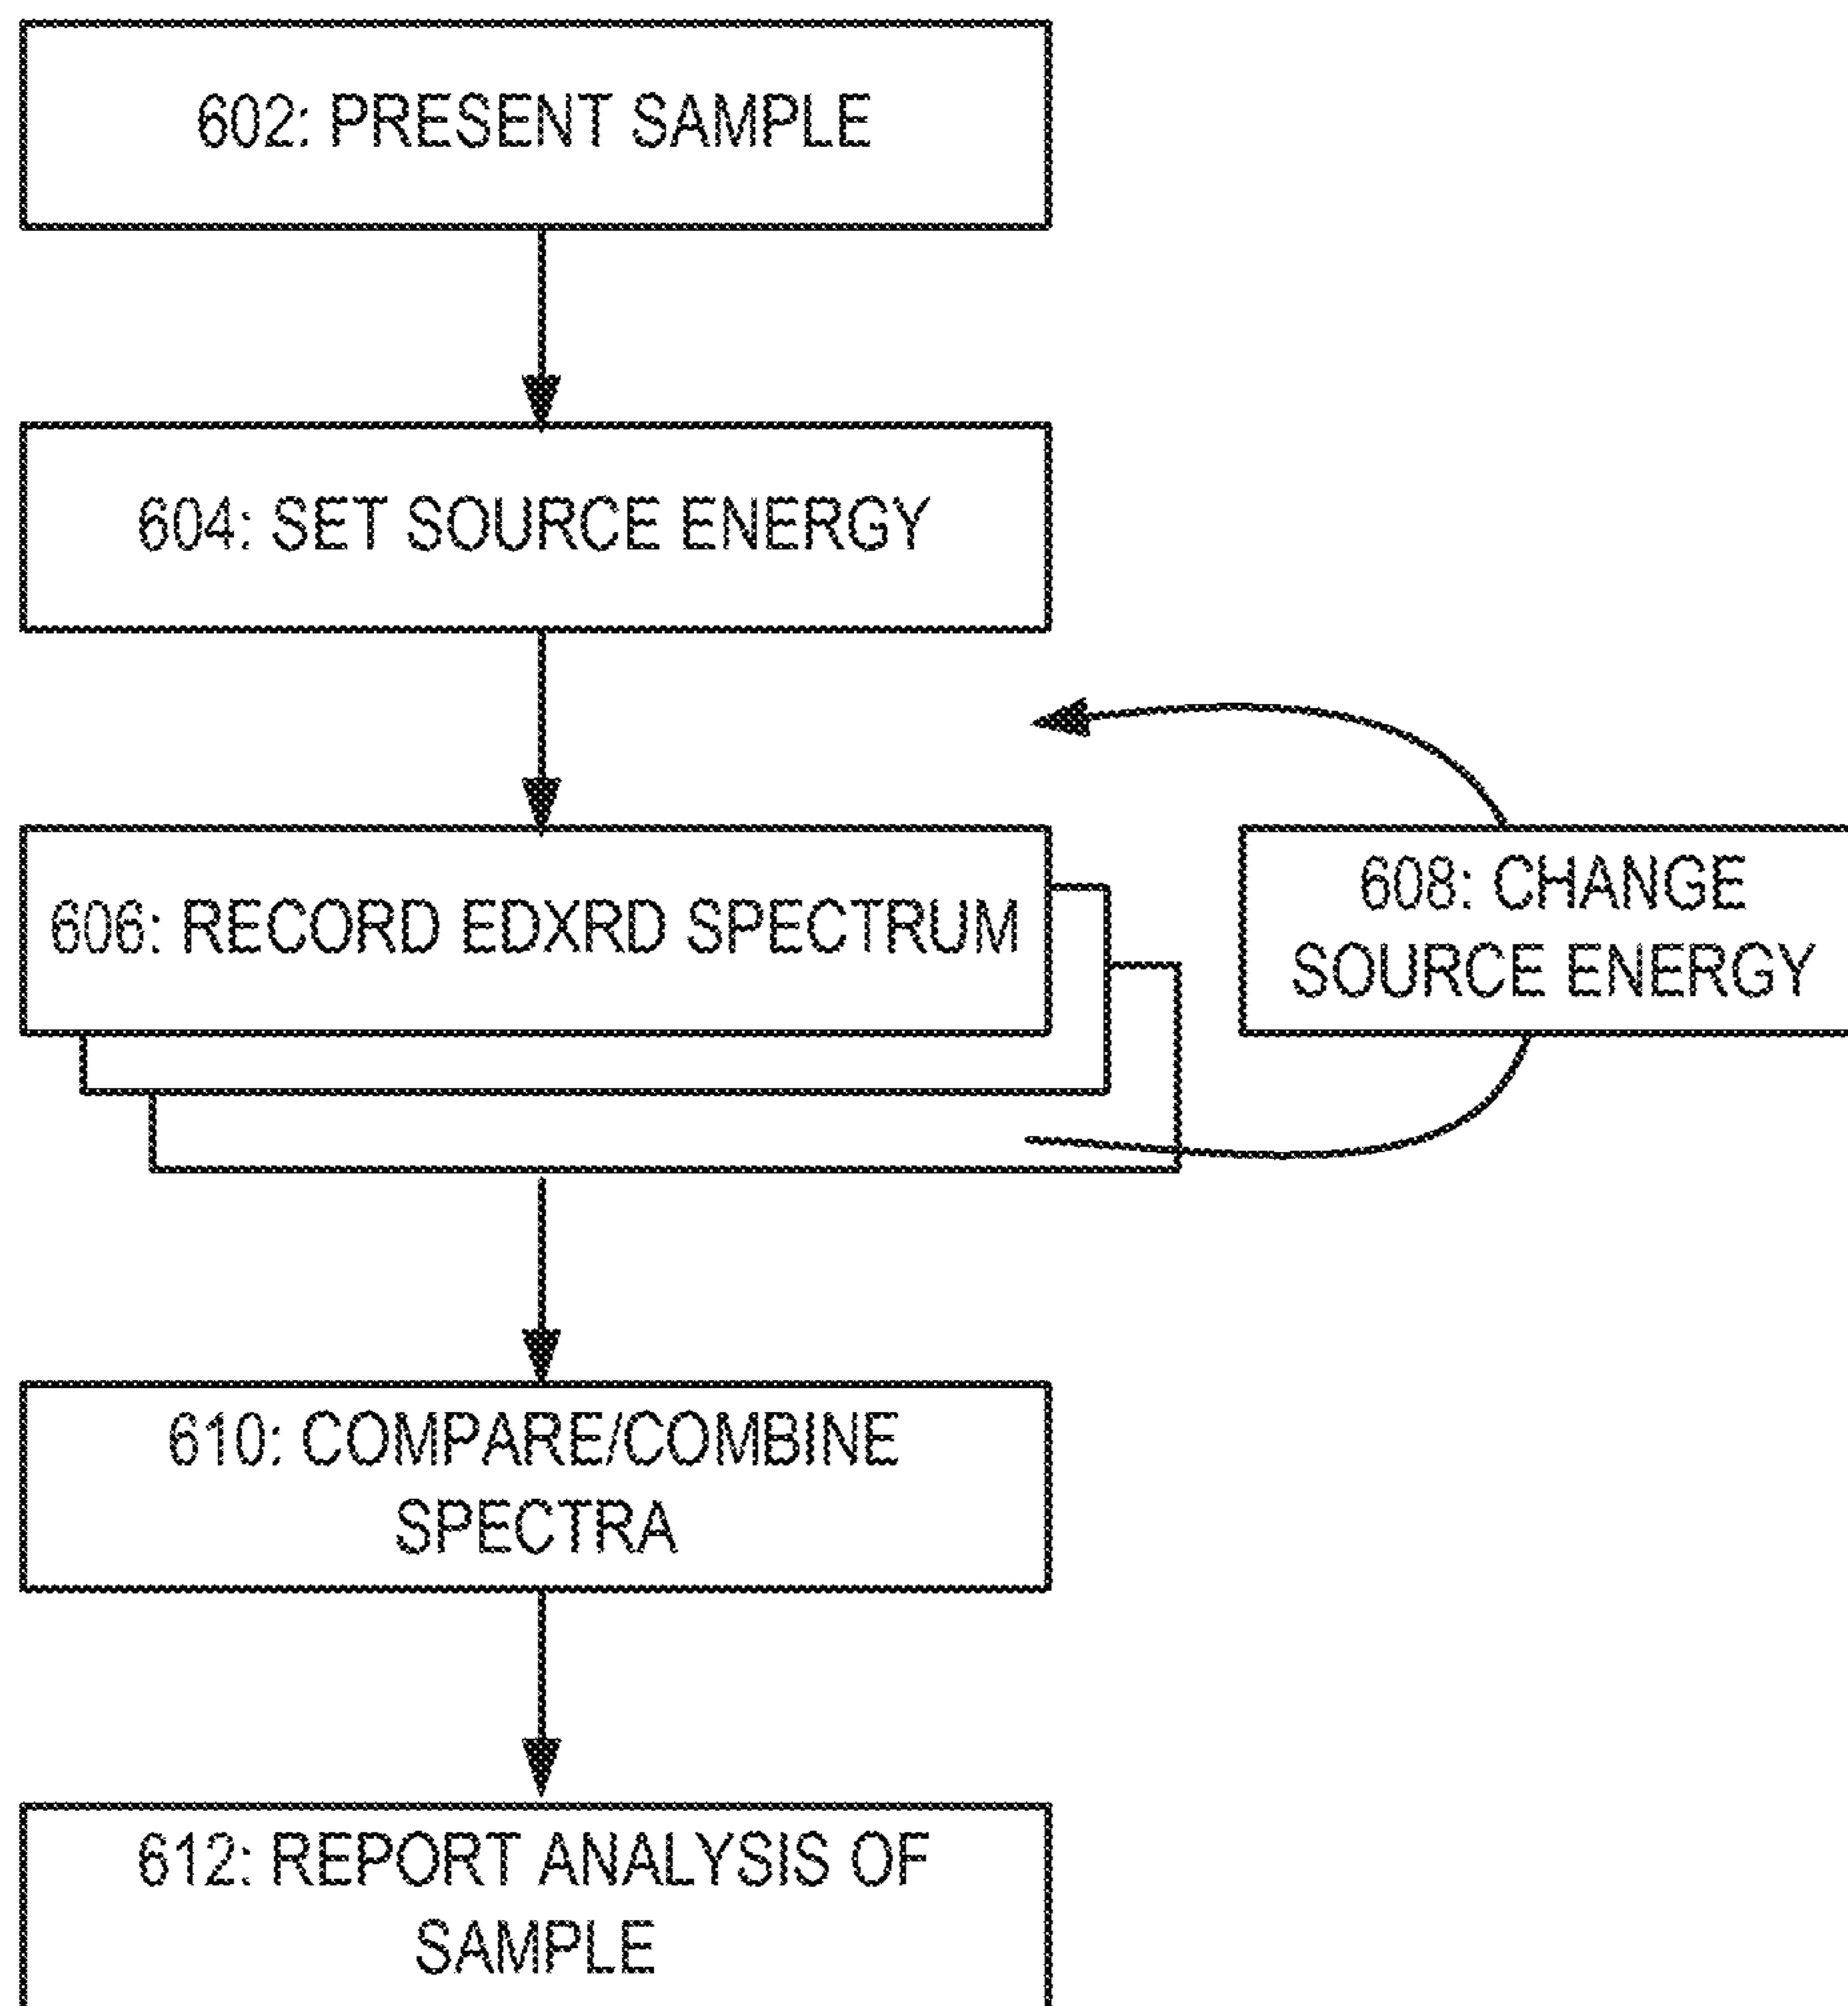 602: PRESENT SAMPLE
604: SET SOURCE ENERGY
606: RECORD EDXRD SPECTRUM
608: CHANGE
SOURCE ENERGY
610: COMPARE/COMBINE
SPECTRA
612: REPORT ANALYSIS OF
SAMPLE